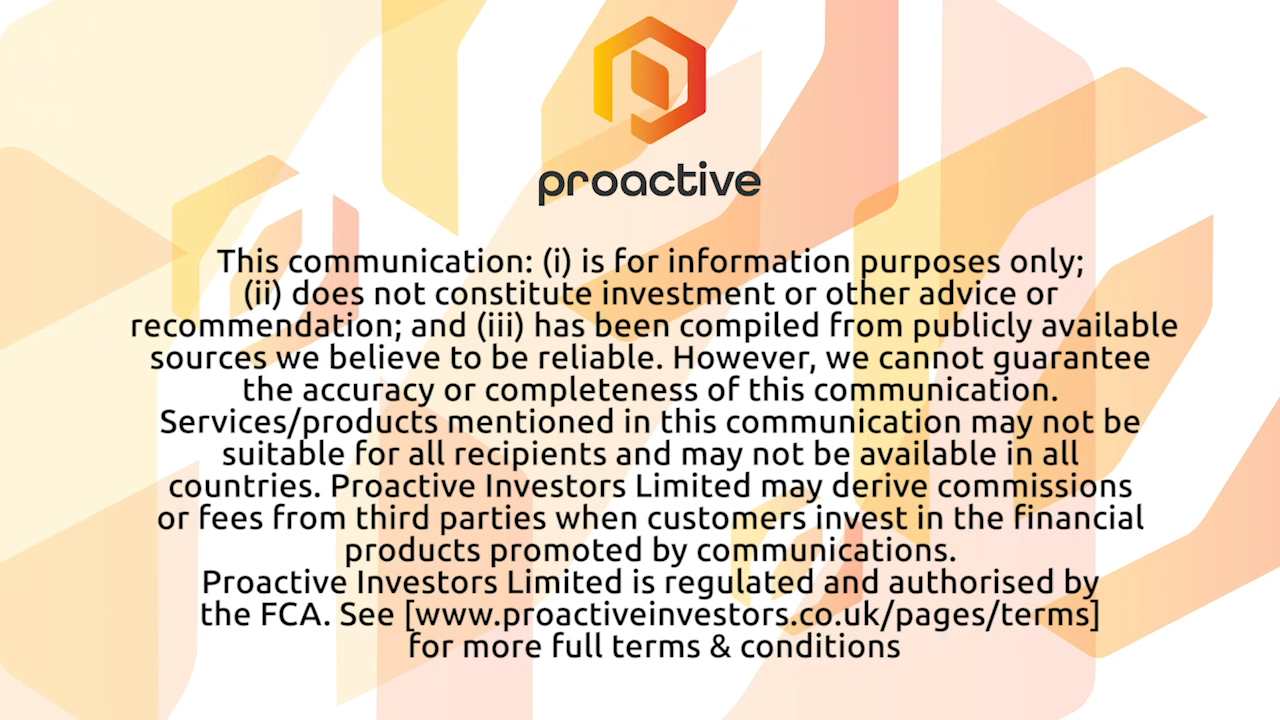 proactive
This communication: (i) is for information purposes only;
(ii) does not constitute investment or other advice or
recommendation; and (iii) has been compiled from publicly available
sources we believe to be reliable. However, we cannot guarantee
the accuracy or completeness of this communication.
Services/products mentioned in this communication may not be
suitable for all recipients and may not be available in all
countries. Proactive Investors Limited may derive commissions
or fees from third parties when customers invest in the financial
products promoted by communications.
Proactive Investors Limited is regulated and authorised by
the FCA. See [www.proactiveinvestors.co.uk/pages/terms]
for more full terms & conditions